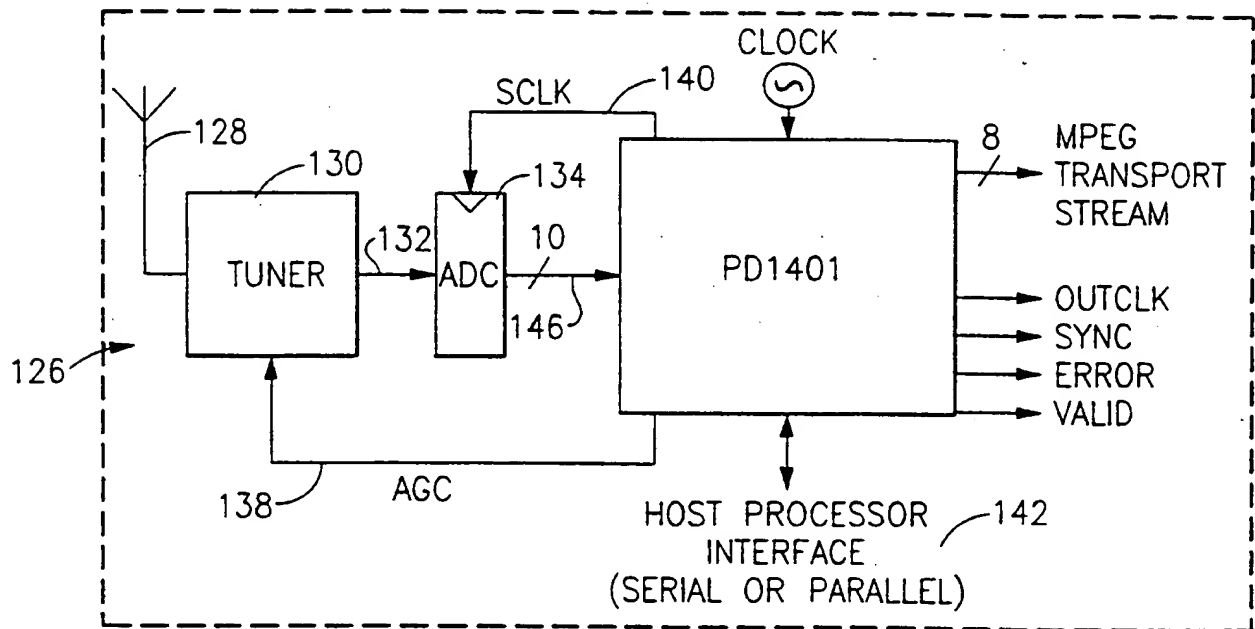 CLOCK
SCLK
140
128
130
134
8
MPEG
TRANSPORT
STREAM
132
10
TUNER
ADC
PD1401
146
OUTCLK
SYNC
126
ERROR
VALID
138
AGC
HOST PROCESSOR
142
INTERFACE
(SERIAL OR PARALLEL)